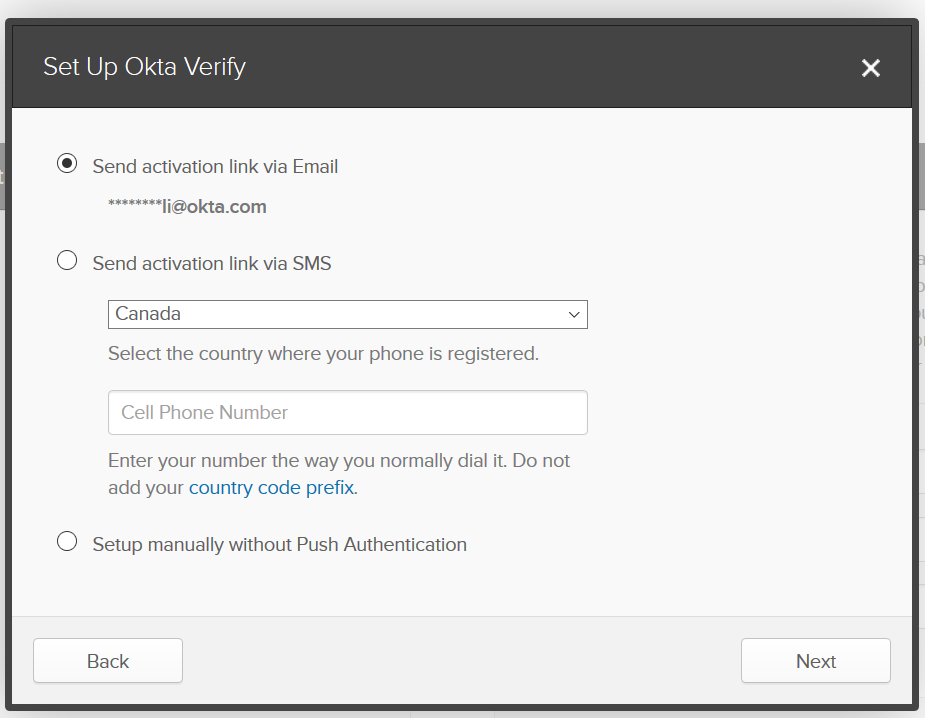 Set Up Okta Verify
Send activation link via Email
********li@okta.com
Send activation link via SMS
Canada
Select the country where your phone is registered.
Cell Phone Number
Enter your number the way you normally dial it. Do not
add your country code prefix.
Setup manually without Push Authentication
Back
Next